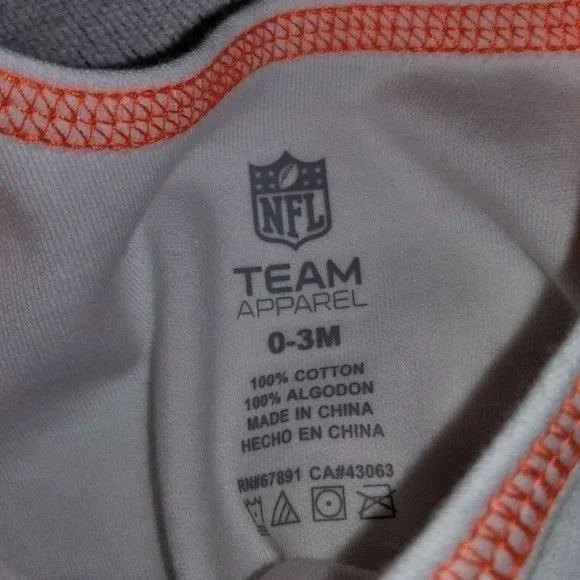 NFL
TEAM
APPAREL
0-3M
100% COTTON
100% ALGODON
MADE IN CHINA
HECHO EN CHINA
RN#67891 CA#43063